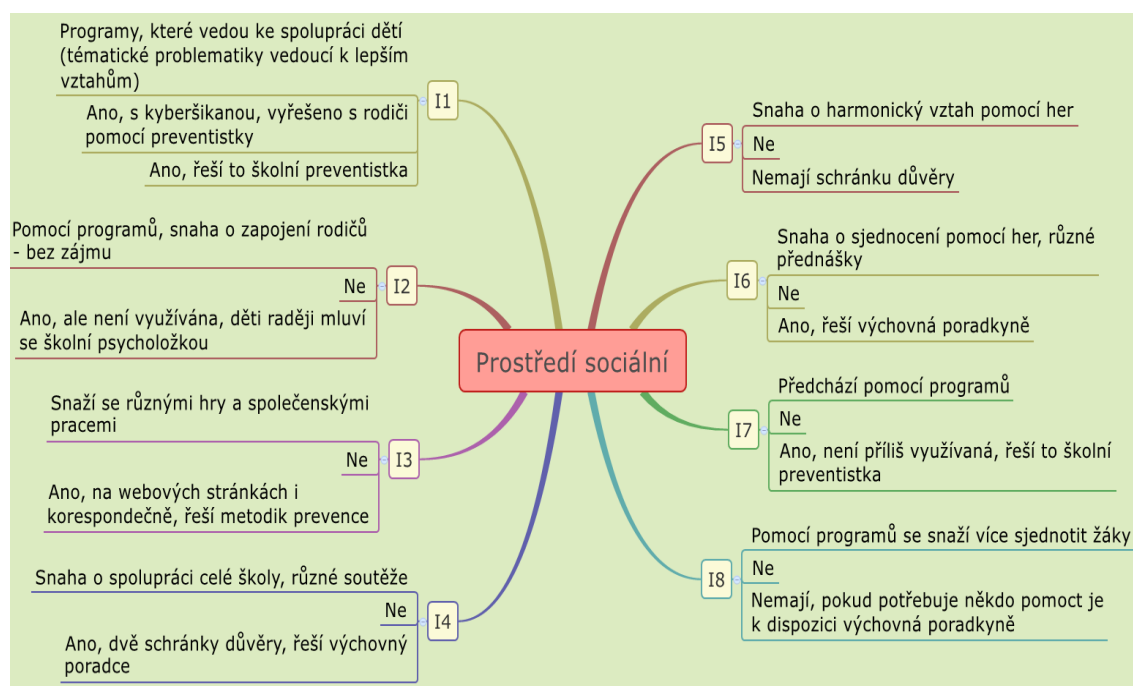 Programy, které vedou ke spolupráci dětí
(tématické problematiky vedoucí k lepším
vztahům)
I1
Ano, s kyberšikanou, vyřešeno s rodiči
pomocí preventistky
Ano, řeší to školní preventistka
Pomocí programů, snaha o zapojení rodičů
- bez zájmu
Ne
I2
Ano, ale není využívána, děti raději mluví
se školní psycholožkou
Snaží se různými hry a společenskými
pracemi
Ne
I3
Ano, na webových stránkách i
korespondečně, řeší metodik prevence
Snaha o spolupráci celé školy, různé soutěže
Ne
I4
Ano, dvě schránky důvěry, řeší výchovný
poradce
Prostředí sociální
Snaha o harmonický vztah pomocí her
I5
Ne
Nemají schránku důvěry
Snaha o sjednocení pomocí her, různé
přednášky
I6
Ne
Ano, řeší výchovná poradkyně
Předchází pomocí programů
I7
Ne
Ano, není příliš využívaná, řeší to školní
preventistka
Pomocí programů se snaží více sjednotit žáky
I8
Ne
Nemají, pokud potřebuje někdo pomoct je
k dispozici výchovná poradkyně